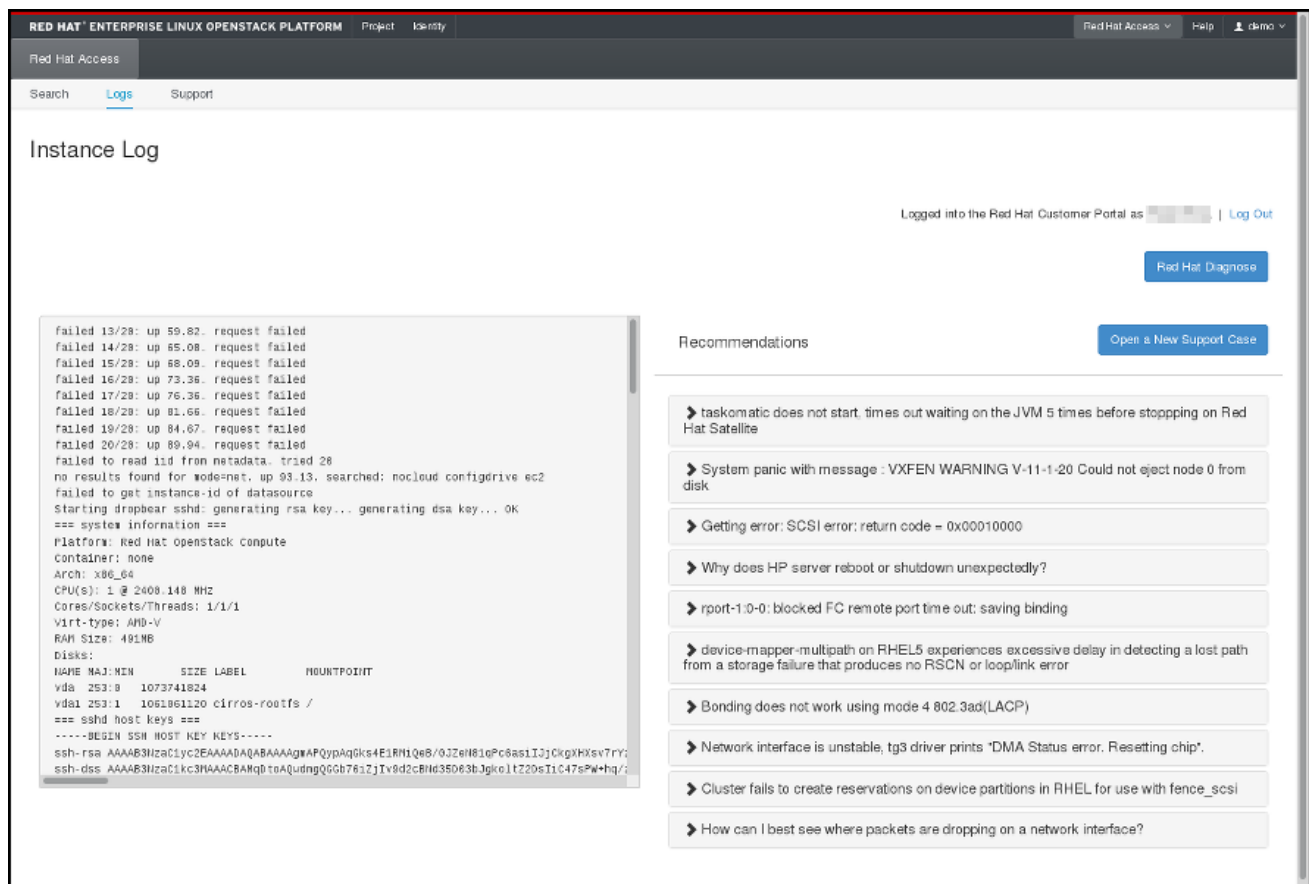 RED HAT® ENTERPRISE LINUX OPENSTACK PLATFORM Project Identity Red Hat Access Help demo
Red Hat Access
Search Logs Support
Instance Log
Logged into the Red Hat Customer Portal as | Log Out
Red Hat Diagnose
failed 13/20: up 59.82. request failed
failed 14/20: up 65.08. request failed
failed 15/20: up 68.09. request failed
failed 16/20: up 73.36. request failed
failed 17/20: up 76.36. request failed
failed 18/20: up 81.66. request failed
failed 19/20: up 84.67. request failed
failed 20/20: up 89.94. request failed
failed to read iid from metadata. tried 20
no results found for mode=net. up 93.13. searched: nocloud configdrive ec2
failed to get instance-id of datasource
Starting dropbear sshd: generating rsa key... generating dsa key... OK
=== system information ===
Platform: Red Hat OpenStack Compute
Container: none
Arch: x86_64
CPU(s): 1 @ 2400.148 MHz
Cores/Sockets/Threads: 1/1/1
Virt-type: AMD-V
RAM Size: 491MB
Disks:
NAME MAJ:MIN SIZE LABEL MOUNTPOINT
vda 253:0 1073741824
vda1 253:1 1061061120 cirros-rootfs /
=== sshd host keys ===
-----BEGIN SSH HOST KEY KEYS-----
ssh-rsa
ssh-dss
Recommendations
Open a New Support Case
taskomatic does not start, times out waiting on the JVM 5 times before stoppping on Red
Hat Satellite
System panic with message : VXFEN WARNING V-11-1-20 Could not eject node 0 from
disk
Getting error: SCSI error: return code = 0x00010000
Why does HP server reboot or shutdown unexpectedly?
rport-1:0-0: blocked FC remote port time out: saving binding
device-mapper-multipath on RHEL5 experiences excessive delay in detecting a lost path
from a storage failure that produces no RSCN or loop/link error
Bonding does not work using mode 4 802.3ad(LACP)
Network interface is unstable, tg3 driver prints "DMA Status error. Resetting chip".
Cluster fails to create reservations on device partitions in RHEL for use with fence_scsi
How can I best see where packets are dropping on a network interface?